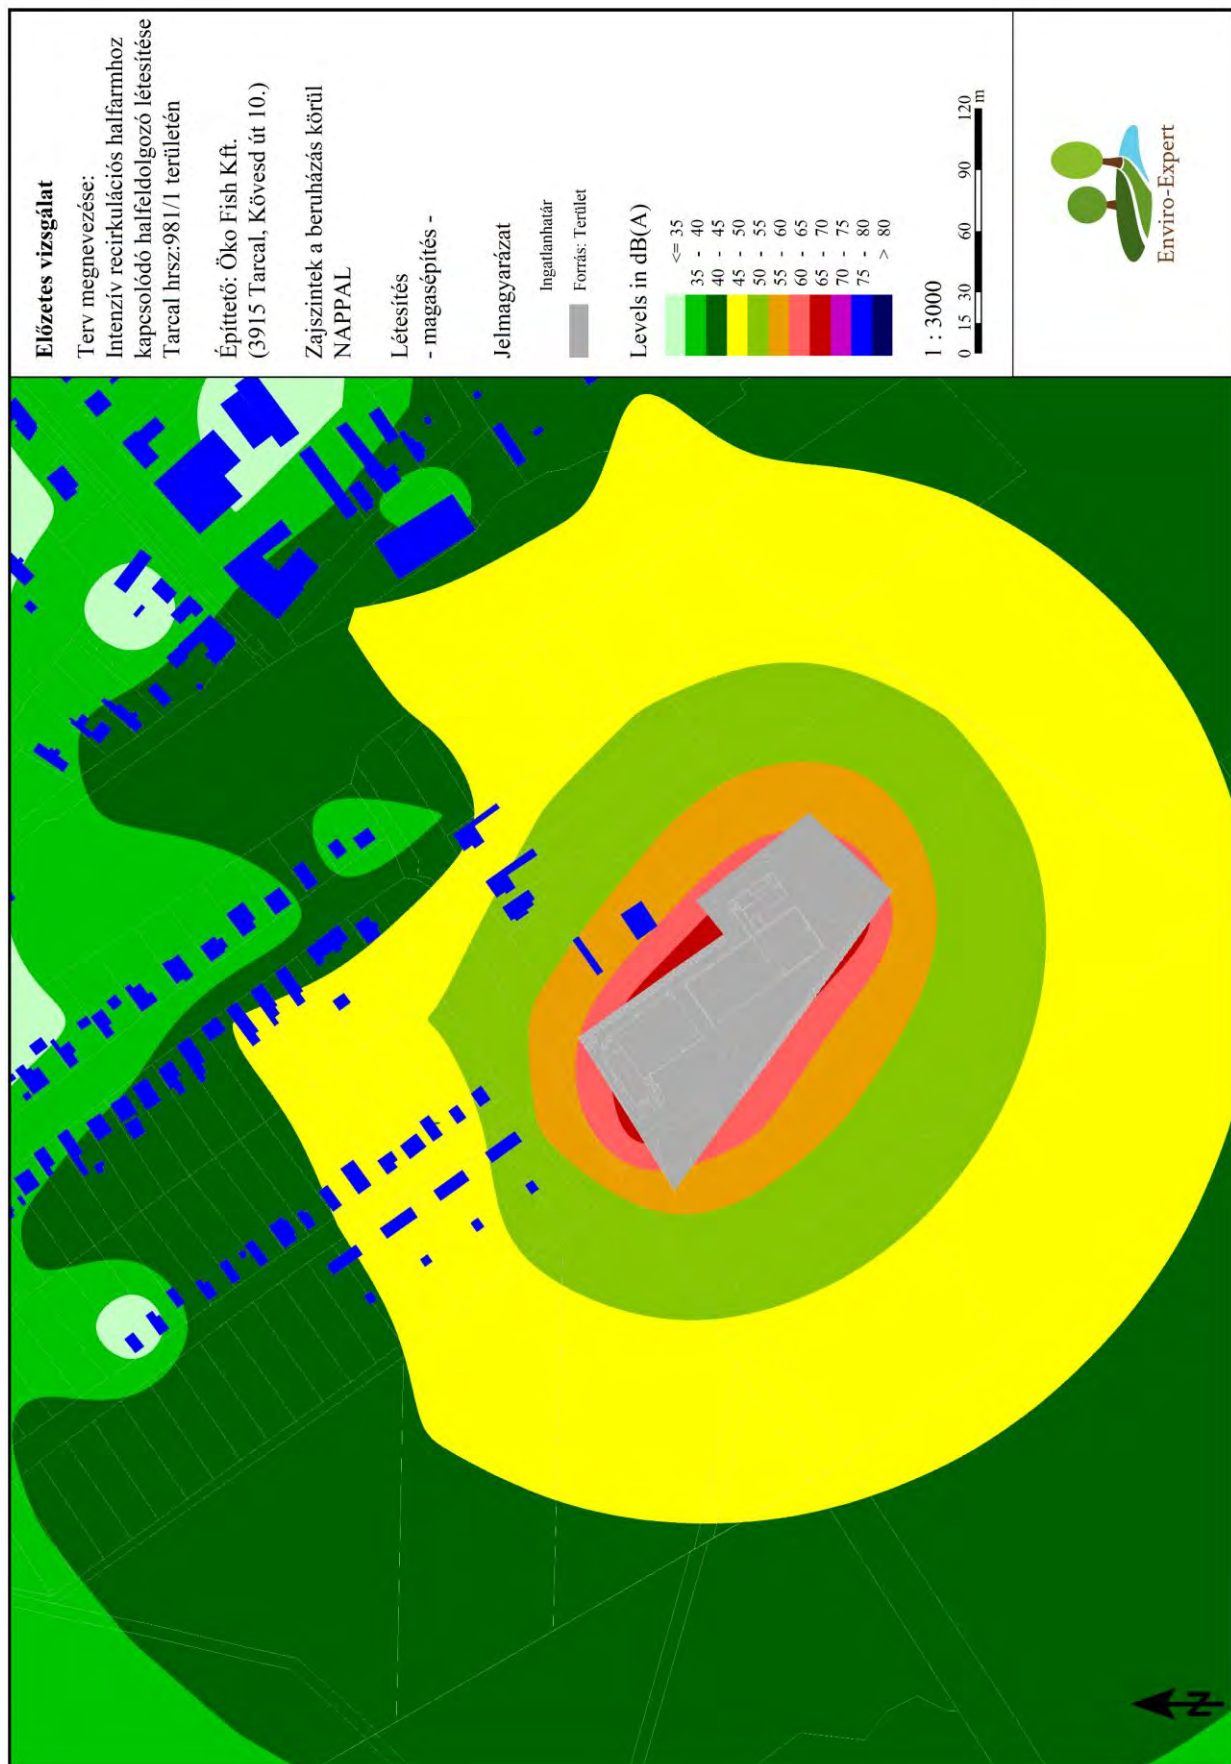 Előzetes vizsgálat
Terv megnevezése:
Intenzív recirkulációs halfarmhoz
kapcsolódó halfeldolgozó létesítése
Tarcal hrsz:981/1 területén
Építtető: Öko Fish Kft.
(3915 Tarcal, Kövesd út 10.)
Zajszintek a beruházás körül
NAPPAL
Létesítés
- magasépítés -
Jelmagyarázat
Ingatlanhatár
Forrás: Terület
Levels in dB(A)
<= 35
35 - 40
40 - 45
45 - 50
50 - 55
55 - 60
60 - 65
65 - 70
70 - 75
75 - 80
> 80
1 : 3000
0 15 30 60 90 120
m
Enviro-Expert
N